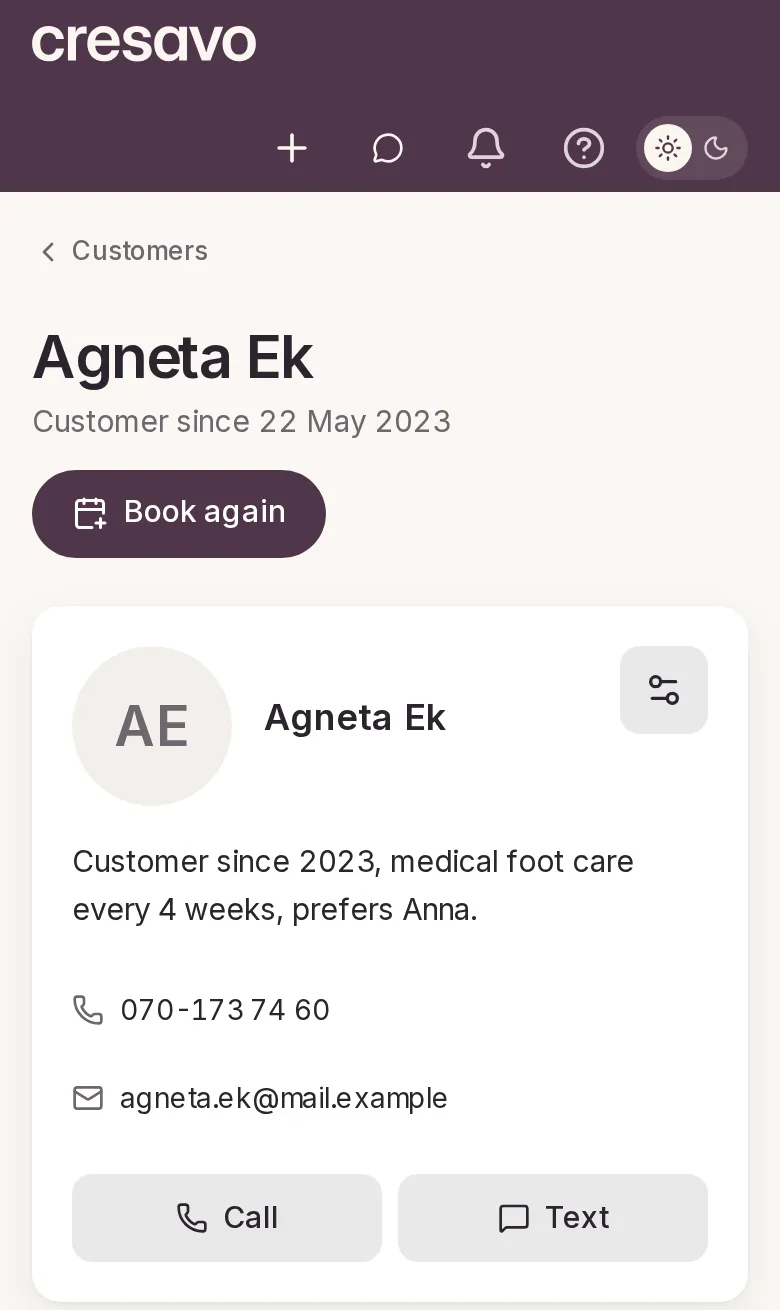 cresavo
Customers
Agneta Ek
Customer since 22 May 2023
Book again
AE
Agneta Ek
Customer since 2023, medical foot care
every 4 weeks, prefers Anna.
070-173 74 60
agneta.ek@mail.example
Call
Text